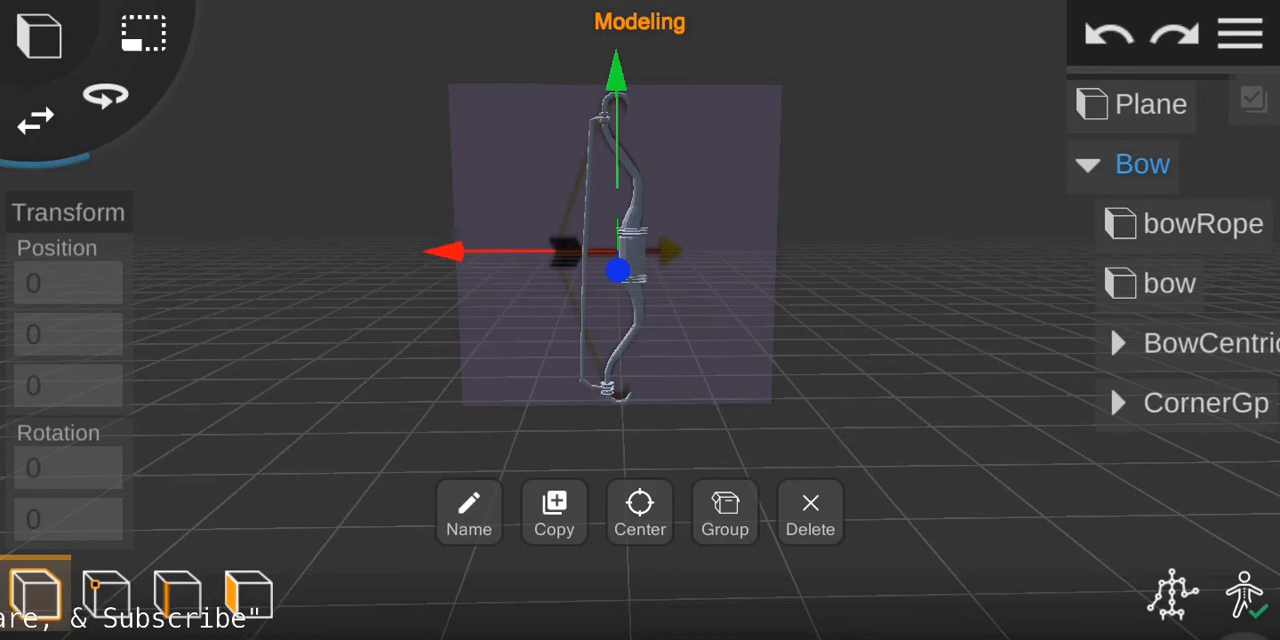 Modeling
Plane
Bow
bowRope
bow
BowCentric
CornerGp
Transform
Position
0
0
0
Rotation
0
0
Name
Copy
Center
Group
Delete
are, & Subscribe"